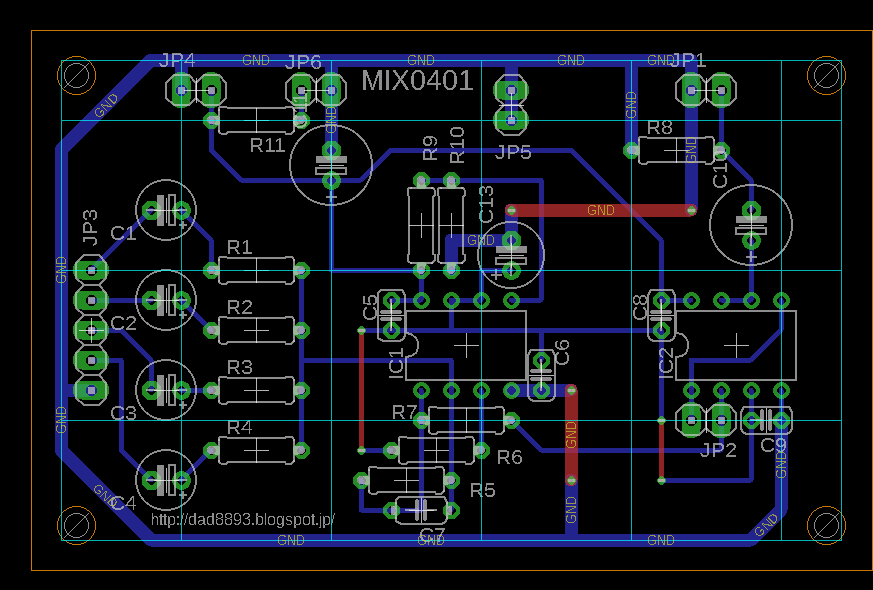 JP4
GND
JP6
GND
GND
GND
JP1
MIX0401
GND
GND
GND
R11
R9
R10
JP5
R8
GND
C10
JP3
C1
C13
GND
GND
GND
R1
C2
R2
C5
IC1
C6
C8
IC2
R3
C3
R4
GND
R7
R6
R5
C7
GND
GND
JP2
C9
GND
GND
GND
C4
http://dad8893.blogspot.jp/
GND
GND
GND